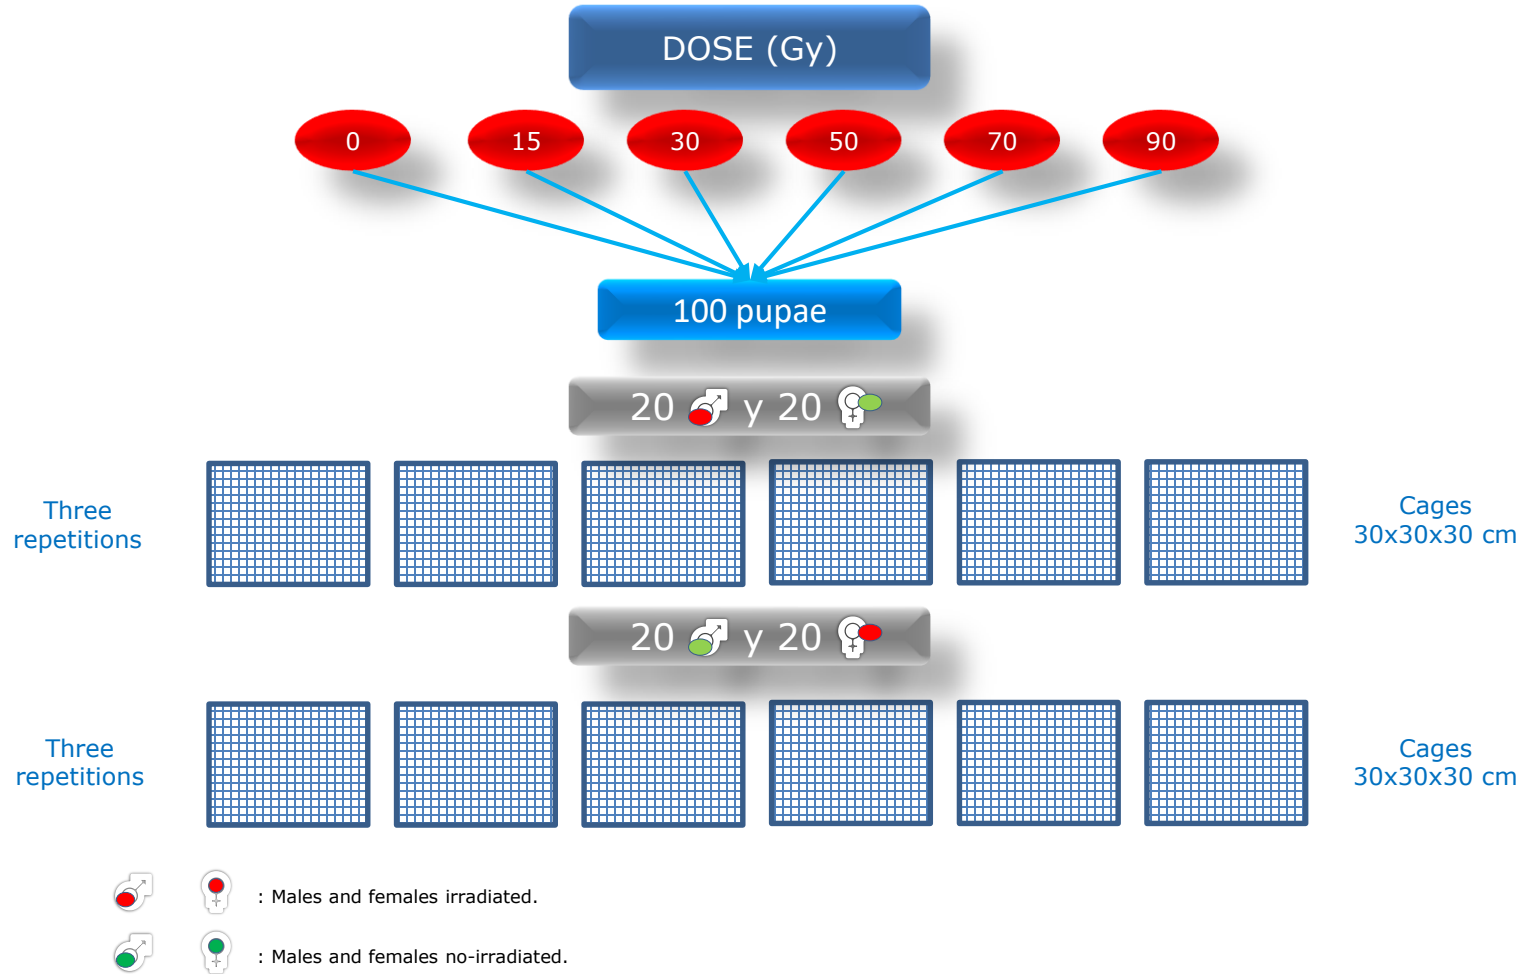 DOSE (Gy)
0 15 30 50 70 90
100 pupae
20 y 20
Three
repetitions
Cages
30x30x30 cm
20 y 20
Three
repetitions
Cages
30x30x30 cm
: Males and females irradiated.
: Males and females no-irradiated.